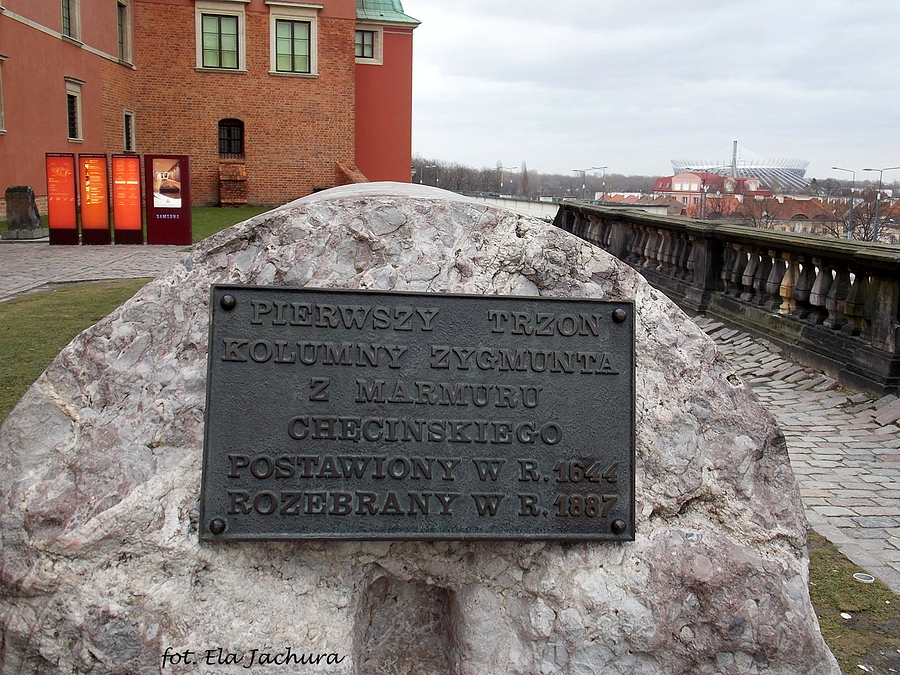 SAMSUNG
PIERWSZY TRZON
KOLUMNY ZYGMUNTA
Z MARMURU
CHĘCIŃSKIEGO
POSTAWIONY W R. 1644
ROZEBRANY W R. 1887
fot. Ela Jachura